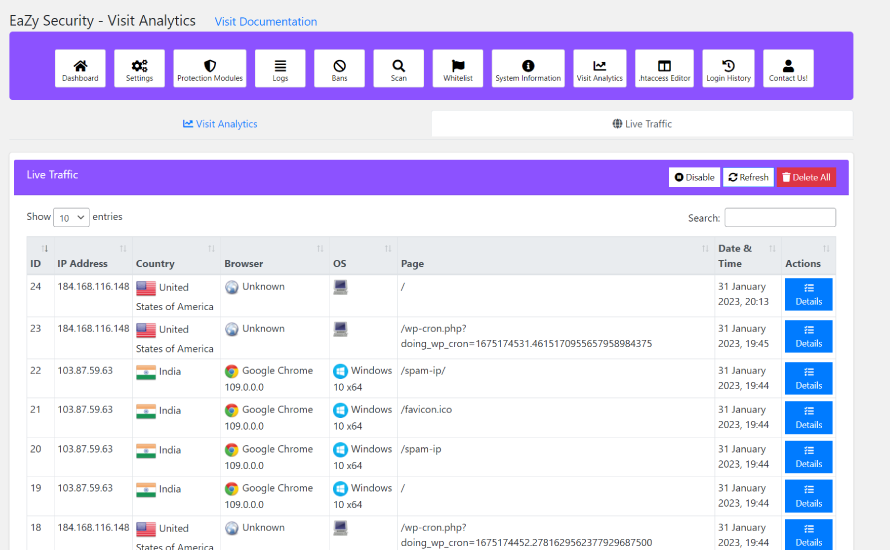 EaZy Security - Visit Analytics Visit Documentation
Dashboard Settings Protection Modules Logs Bans Scan Whitelist System Information Visit Analytics .htaccess Editor Login History Contact Us!
Visit Analytics Live Traffic
Live Traffic Disable Refresh Delete All
Show 10 entries Search:
ID IP Address Country Browser OS Page Date & Time Actions
24 184.168.116.148 United States of America Unknown / 31 January 2023, 20:13 Details
23 184.168.116.148 United States of America Unknown /wp-cron.php?doing_wp_cron=1675174531.4615170955657958984375 31 January 2023, 19:45 Details
22 103.87.59.63 India Google Chrome 109.0.0.0 Windows 10 x64 /spam-ip/ 31 January 2023, 19:44 Details
21 103.87.59.63 India Google Chrome 109.0.0.0 Windows 10 x64 /favicon.ico 31 January 2023, 19:44 Details
20 103.87.59.63 India Google Chrome 109.0.0.0 Windows 10 x64 /spam-ip 31 January 2023, 19:44 Details
19 103.87.59.63 India Google Chrome 109.0.0.0 Windows 10 x64 / 31 January 2023, 19:44 Details
18 184.168.116.148 United States of America Unknown /wp-cron.php?doing_wp_cron=1675174452.2781629562377929687500 31 January 2023, 19:44 Details